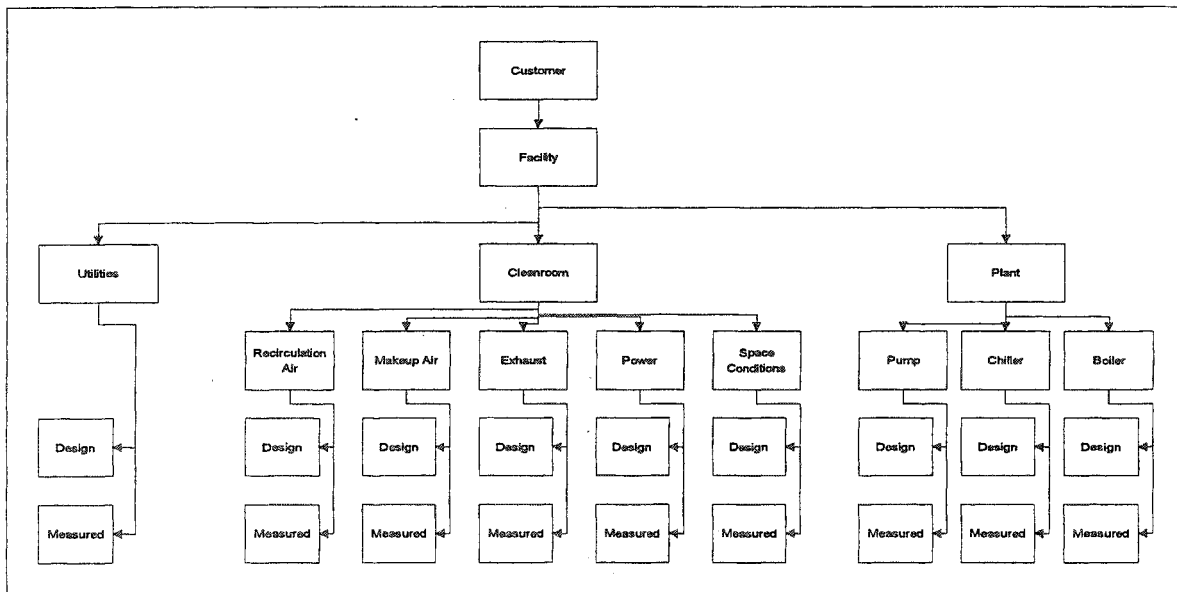 Customer
Facility
Utilities
Cleanroom
Plant
Recirculation
Air
Makeup Air
Exhaust
Power
Space
Conditions
Pump
Chiller
Boiler
Design
Design
Design
Design
Design
Design
Design
Design
Design
Measured
Measured
Measured
Measured
Measured
Measured
Measured
Measured
Measured